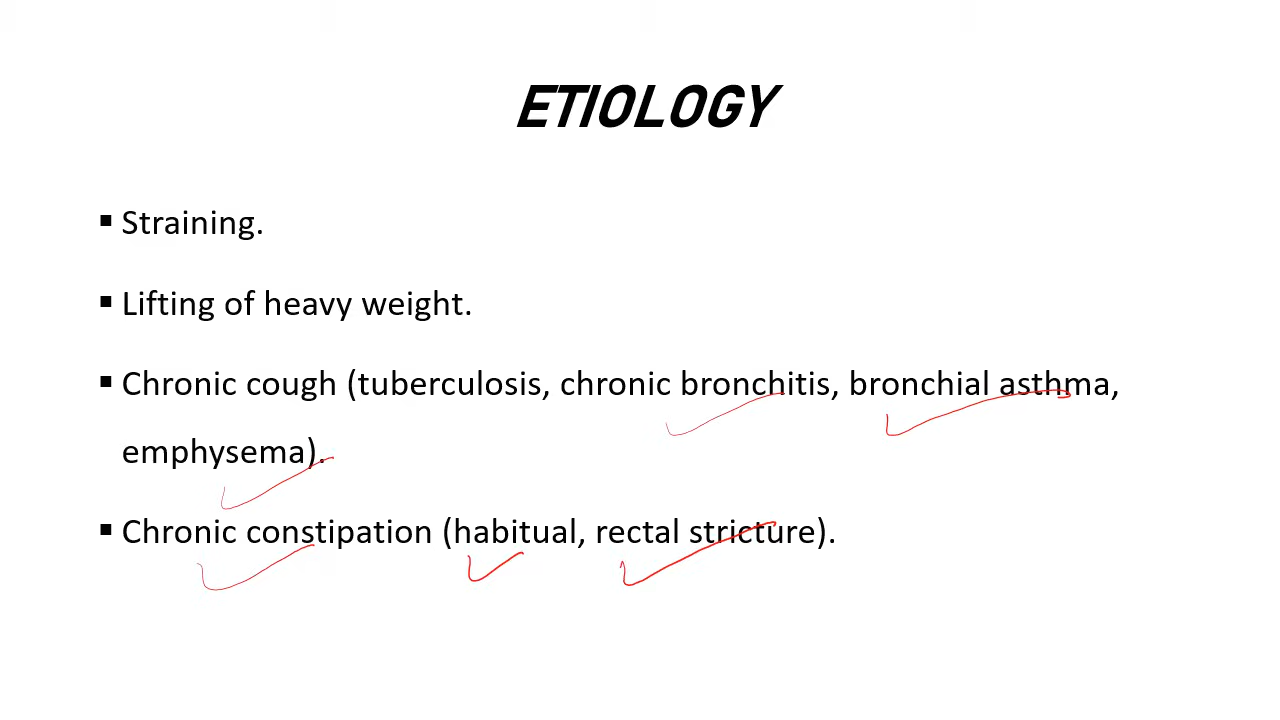 ETIOLOGY
▪ Straining.
▪ Lifting of heavy weight.
▪ Chronic cough (tuberculosis, chronic bronchitis, bronchial asthma,
emphysema).
▪ Chronic constipation (habitual, rectal stricture).